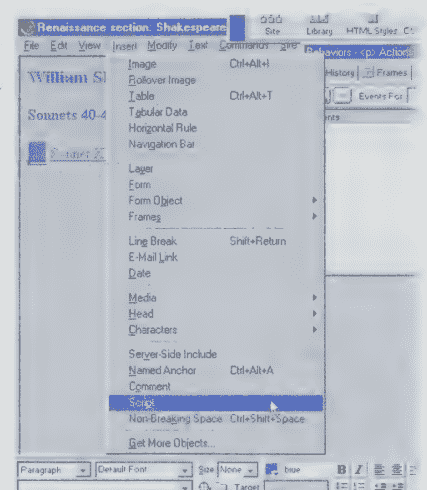 Renaissance section. Shakespeare
Site Library HTML Styles
File Edit View Insert Modify Text Commands Site
Behaviors - <p> Actions
History Frames
Events For
William
Sonnets 40-4
Image Ctrl+Alt+I
Rollover Image
Table Ctrl+Alt+T
Tabular Data
Horizontal Rule
Navigation Bar
Layer
Form
Form Object
Frames
Line Break Shift+Return
E-Mail Link
Date
Media
Head
Characters
Server-Side Include
Named Anchor Ctrl+Alt+A
Comment
Script
Non-Breaking Space Ctrl+Shift+Space
Get More Objects...
Paragraph Default Font Size None blue B I
Target